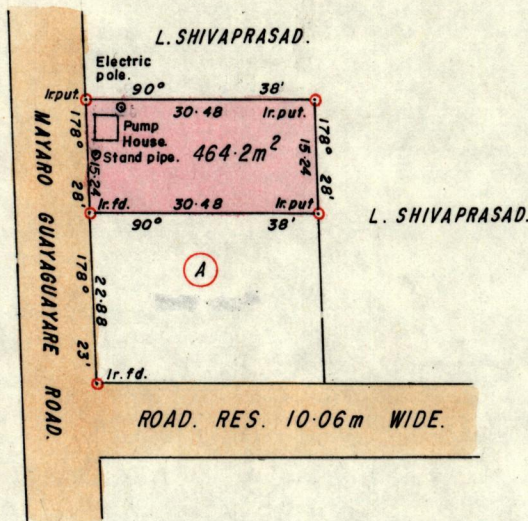 L. SHIVAPRASAD.
Electric
pole.
90° 38'
Ir.put.
30·48
Ir.put.
178°
Pump
House.
Stand pipe.
464·2m²
15·24
28'
178°
15·24
28'
Ir.fd.
30·48
Ir.put
90° 38'
L. SHIVAPRASAD.
A
178°
22·88
23'
MAYARO GUAYAGUAYARE ROAD.
Ir.fd.
ROAD. RES. 10·06m WIDE.